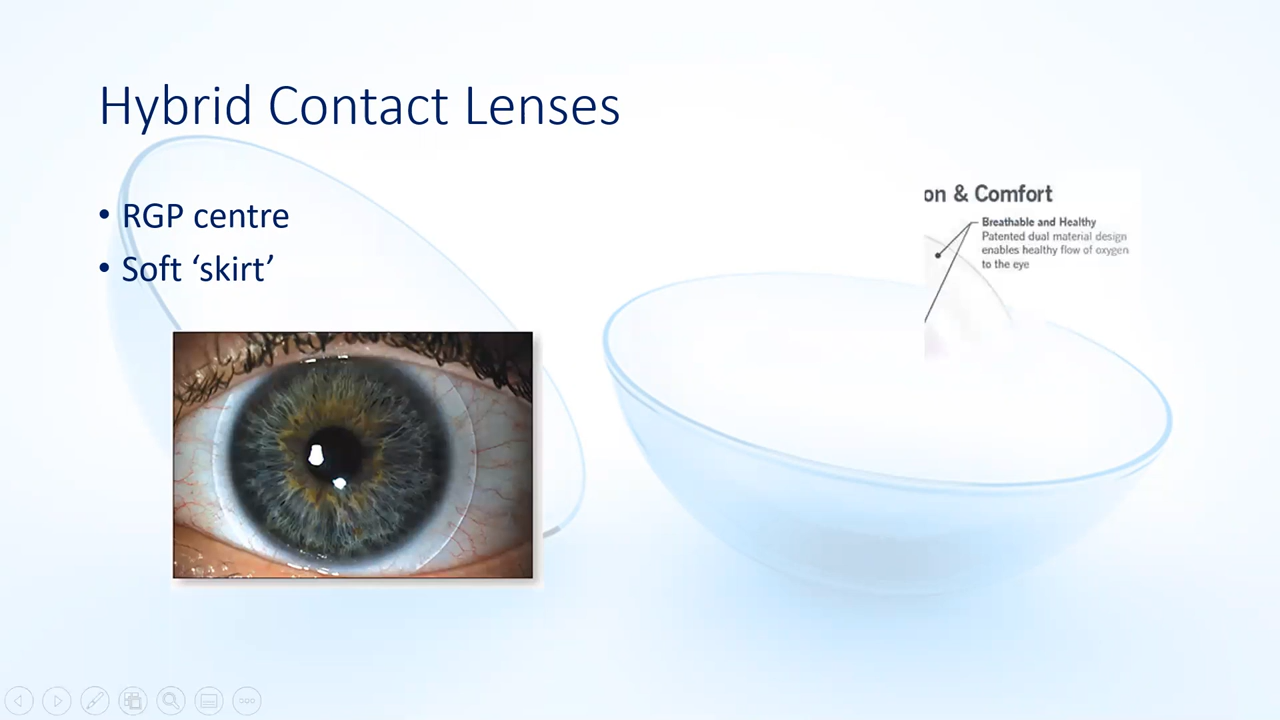 Hybrid Contact Lenses
• RGP centre
• Soft ‘skirt’
on & Comfort
Breathable and Healthy
Patented dual material design
enables healthy flow of oxygen
to the eye